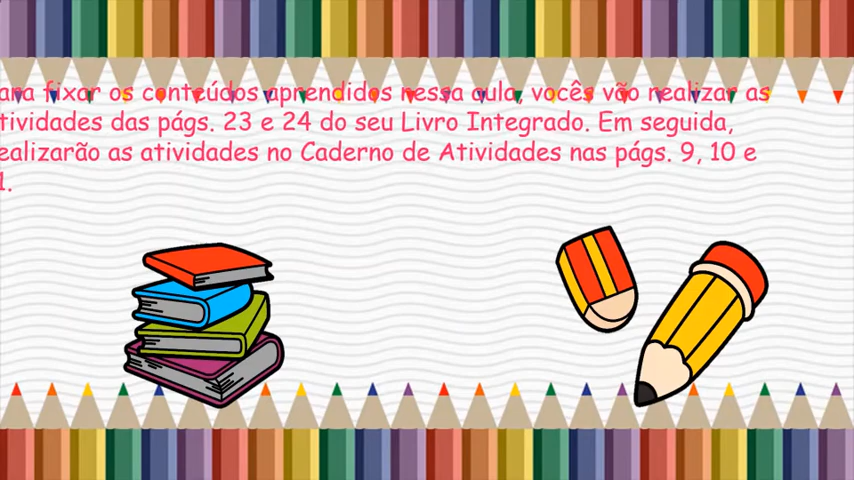 ara fixar os conteúdos aprendidos nessa aula, vocês vão realizar as
tividades das págs. 23 e 24 do seu Livro Integrado. Em seguida,
ealizarão as atividades no Caderno de Atividades nas págs. 9, 10 e
1.